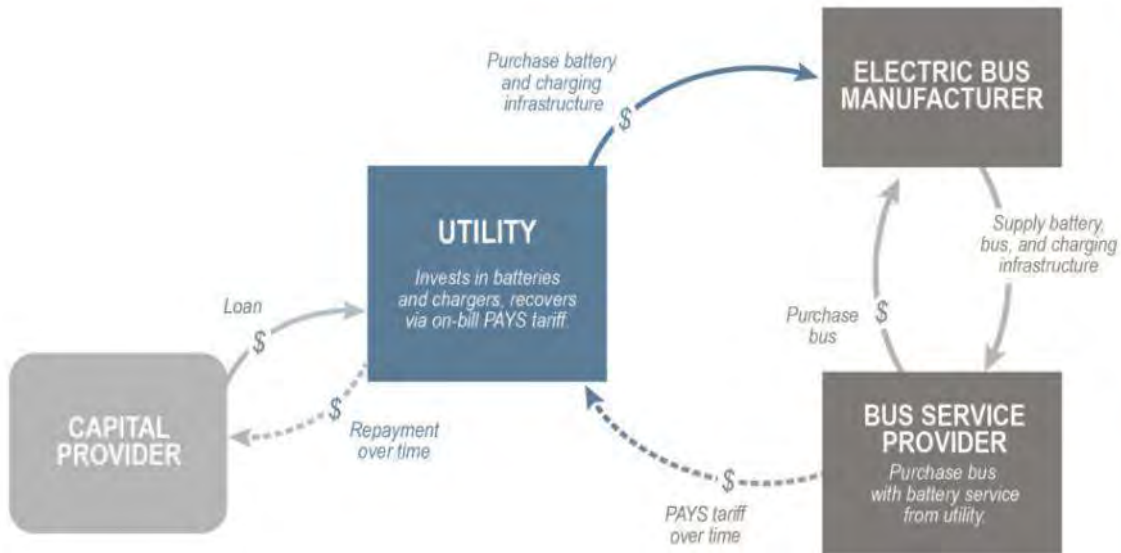 Purchase battery
and charging
infrastructure
$
ELECTRIC BUS
MANUFACTURER
UTILITY
Invests in batteries
and chargers, recovers
via on-bill PAYS tariff.
Supply battery,
bus, and charging
infrastructure
Loan
$
Purchase
bus
$
CAPITAL
PROVIDER
$
Repayment
over time
BUS SERVICE
PROVIDER
Purchase bus
with battery service
from utility.
$
PAYS tariff
over time